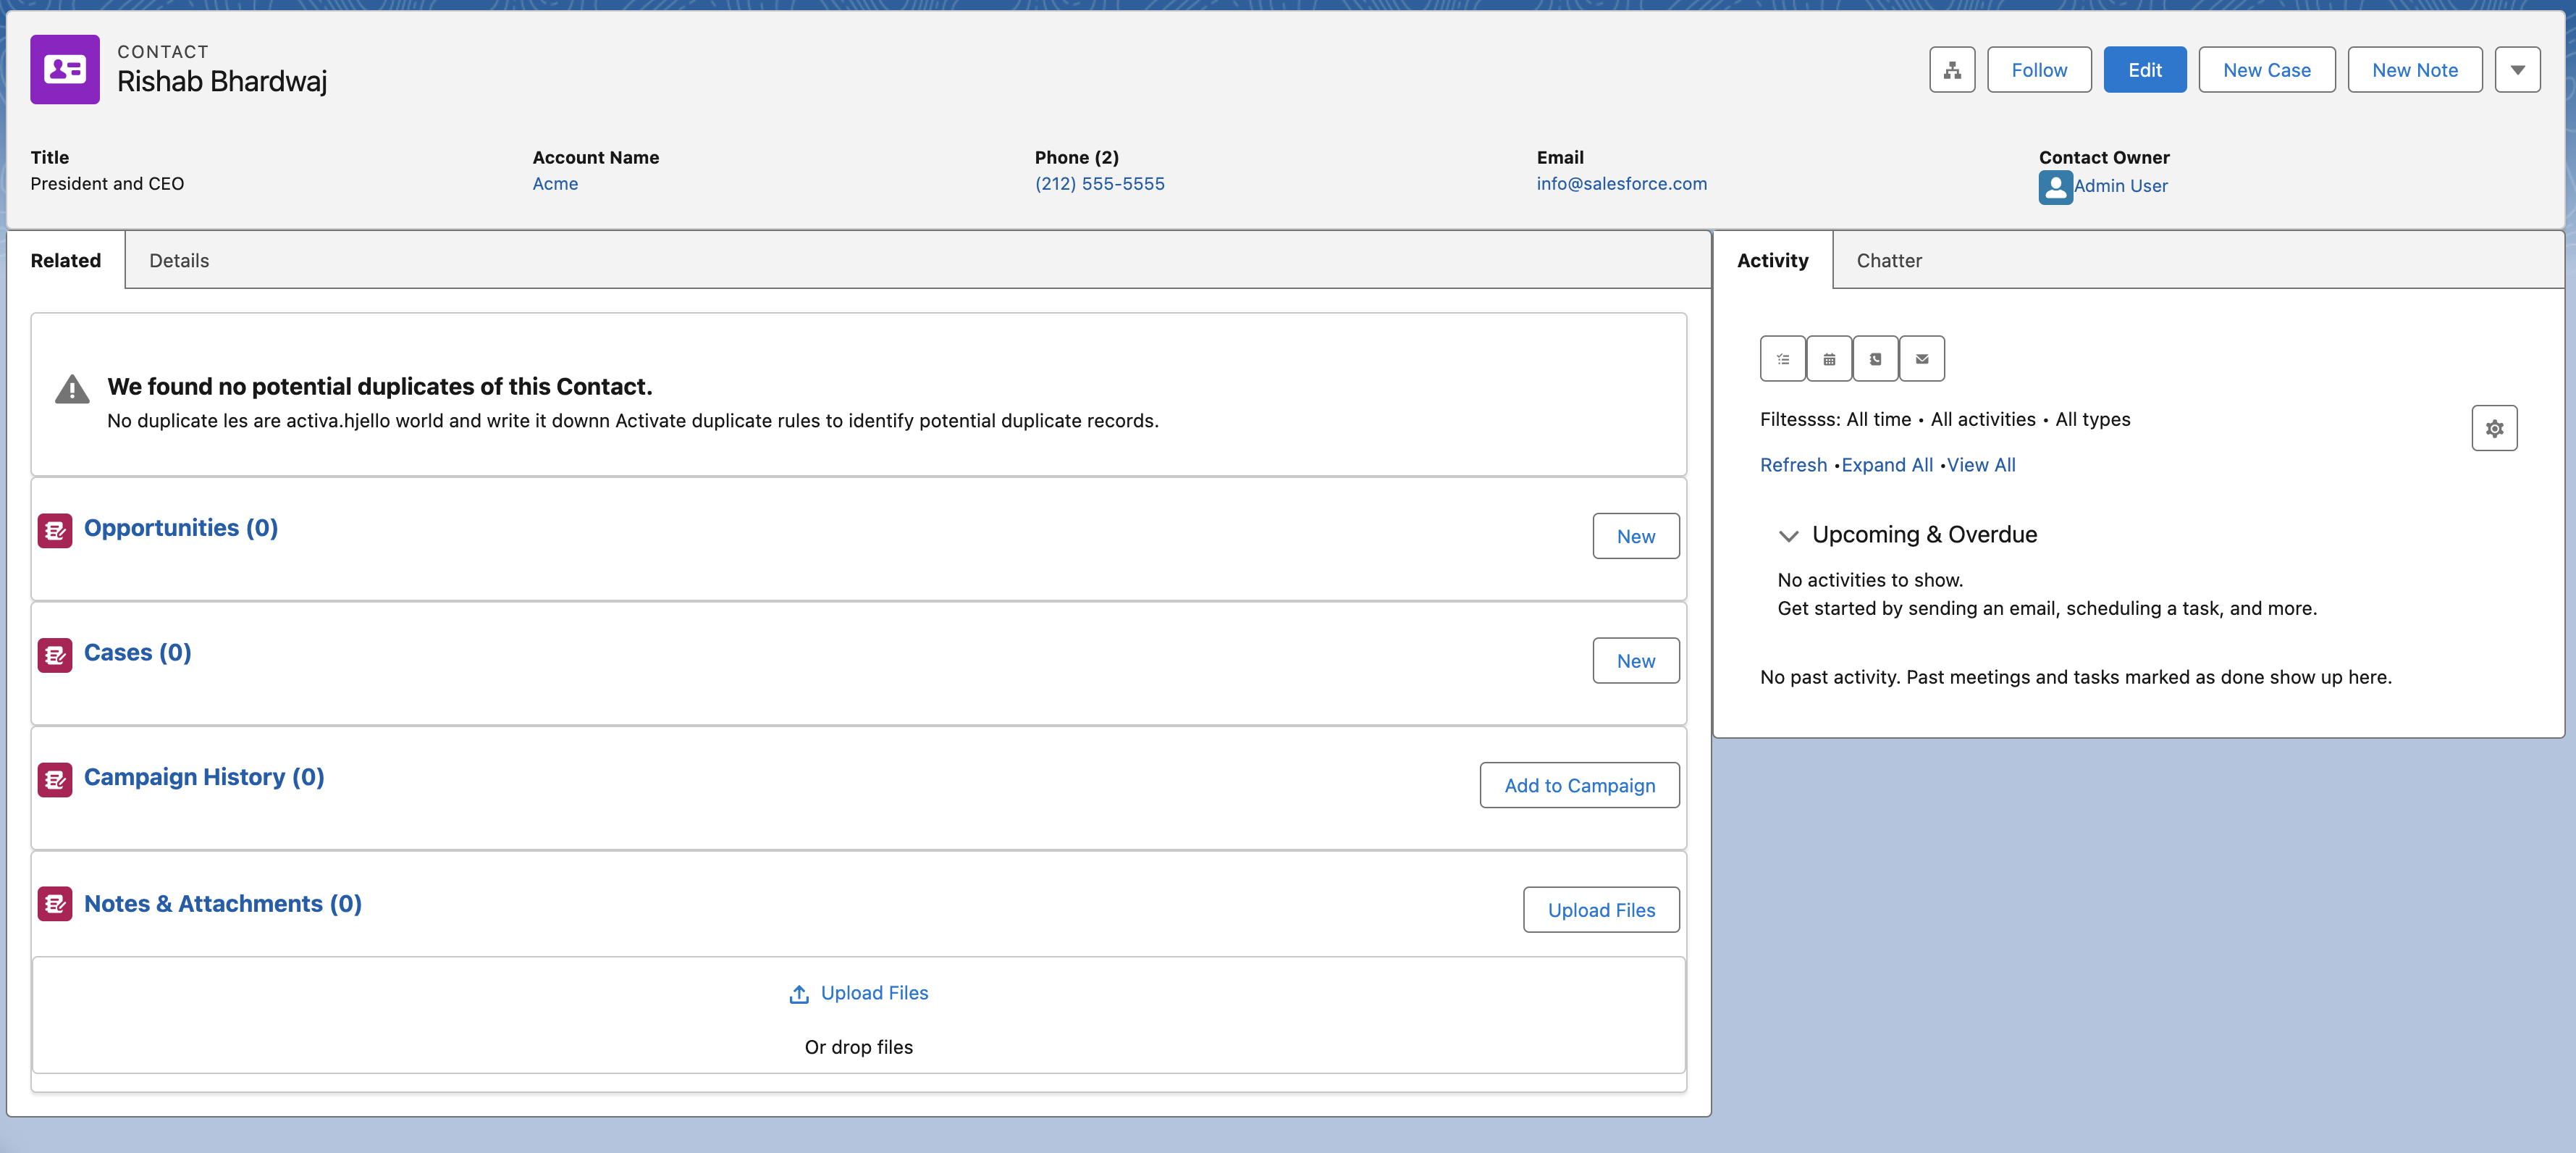 CONTACT
Rishab Bhardwaj
Follow
Edit
New Case
New Note
Title
President and CEO
Account Name
Acme
Phone (2)
(212) 555-5555
Email
info@salesforce.com
Contact Owner
Admin User
Related
Details
We found no potential duplicates of this Contact.
No duplicate les are activa.hjello world and write it downn Activate duplicate rules to identify potential duplicate records.
Opportunities (0)
New
Cases (0)
New
Campaign History (0)
Add to Campaign
Notes & Attachments (0)
Upload Files
Upload Files
Or drop files
Activity
Chatter
Filtessss: All time • All activities • All types
Refresh •Expand All •View All
Upcoming & Overdue
No activities to show.
Get started by sending an email, scheduling a task, and more.
No past activity. Past meetings and tasks marked as done show up here.